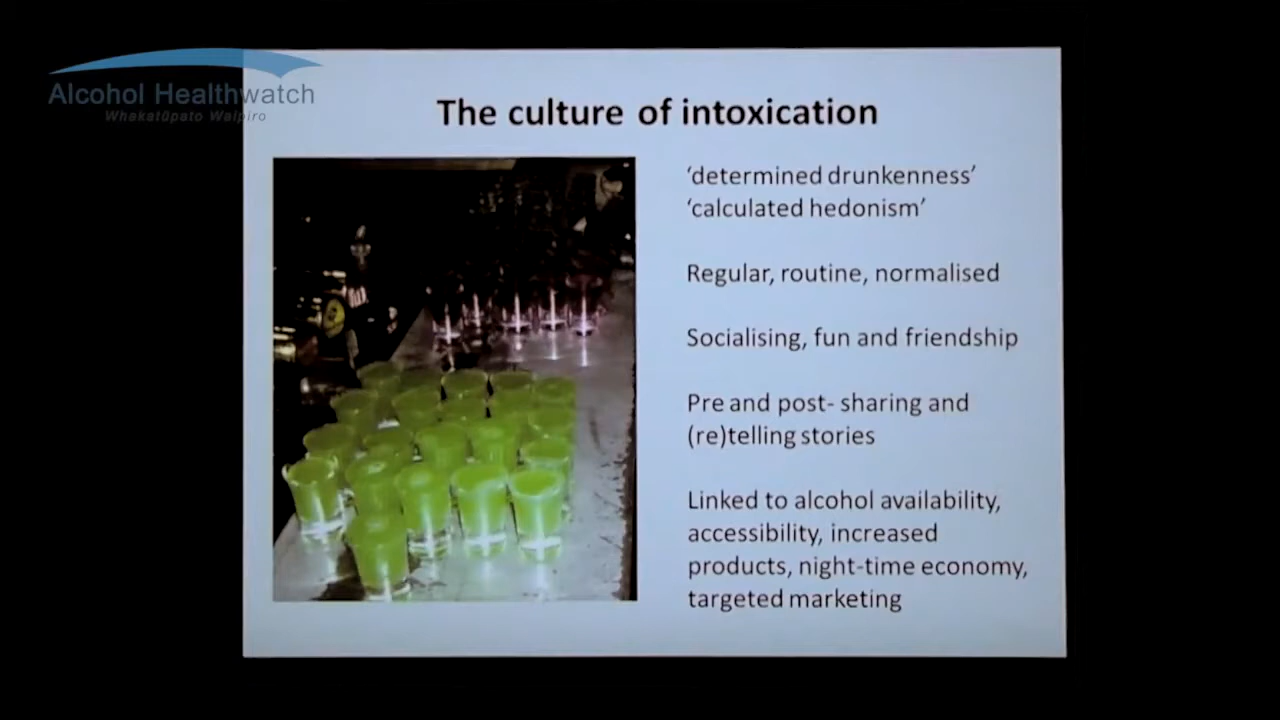 Alcohol Healthwatch
Whakatūpato Waipiro
The culture of intoxication
‘determined drunkenness’
‘calculated hedonism’
Regular, routine, normalised
Socialising, fun and friendship
Pre and post- sharing and
(re)telling stories
Linked to alcohol availability,
accessibility, increased
products, night-time economy,
targeted marketing